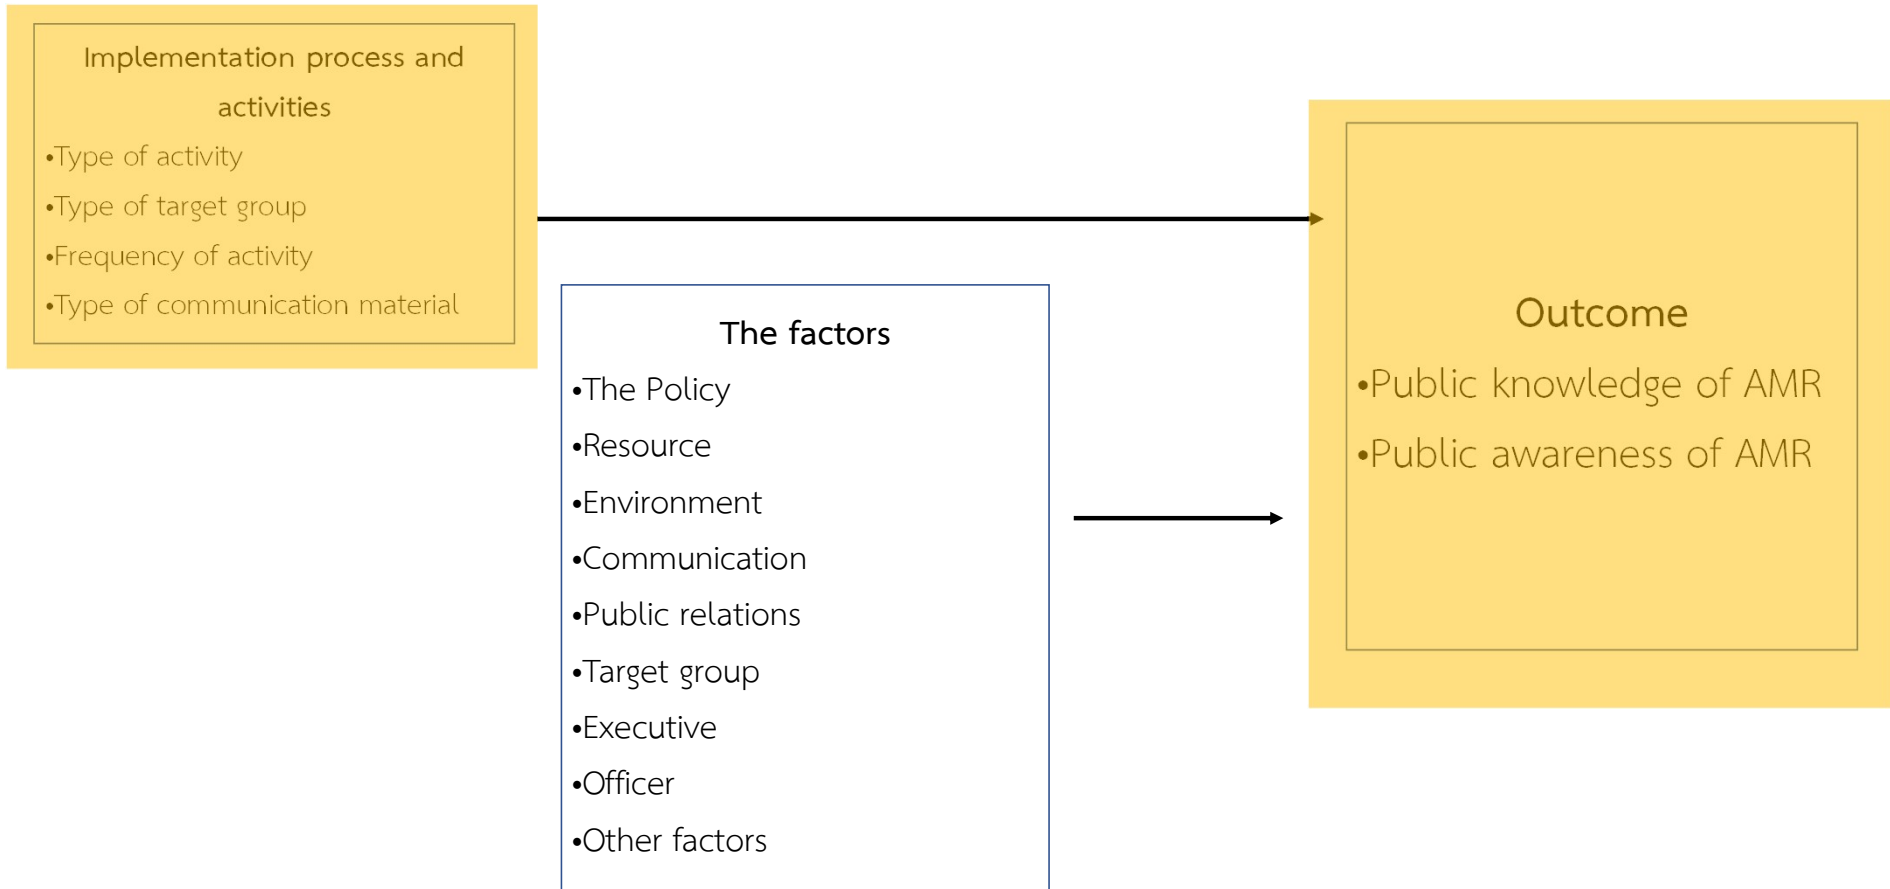 Implementation process and
activities
•Type of activity
•Type of target group
•Frequency of activity
•Type of communication material
The factors
•The Policy
•Resource
•Environment
•Communication
•Public relations
•Target group
•Executive
•Officer
•Other factors
Outcome
•Public knowledge of AMR
•Public awareness of AMR